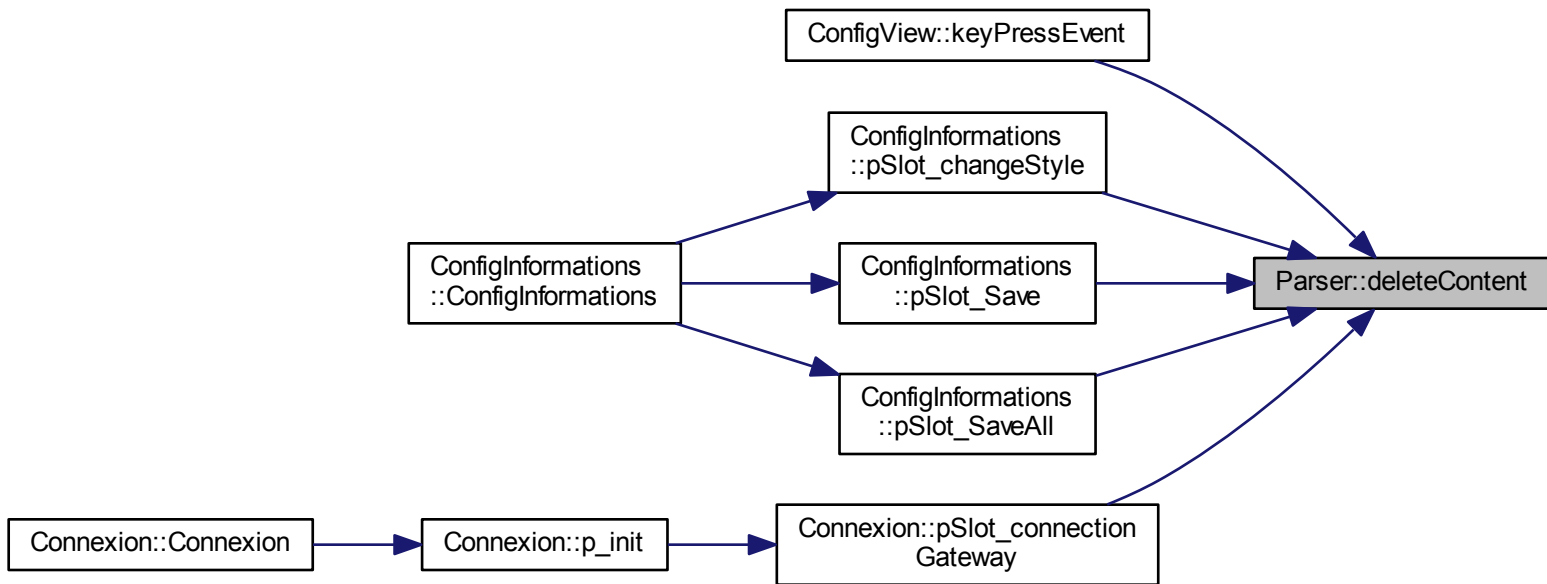 ConfigView::keyPressEvent
ConfigInformations
::pSlot_changeStyle
ConfigInformations
::ConfigInformations
ConfigInformations
::pSlot_Save
Parser::deleteContent
ConfigInformations
::pSlot_SaveAll
Connexion::Connexion
Connexion::p_init
Connexion::pSlot_connection
Gateway